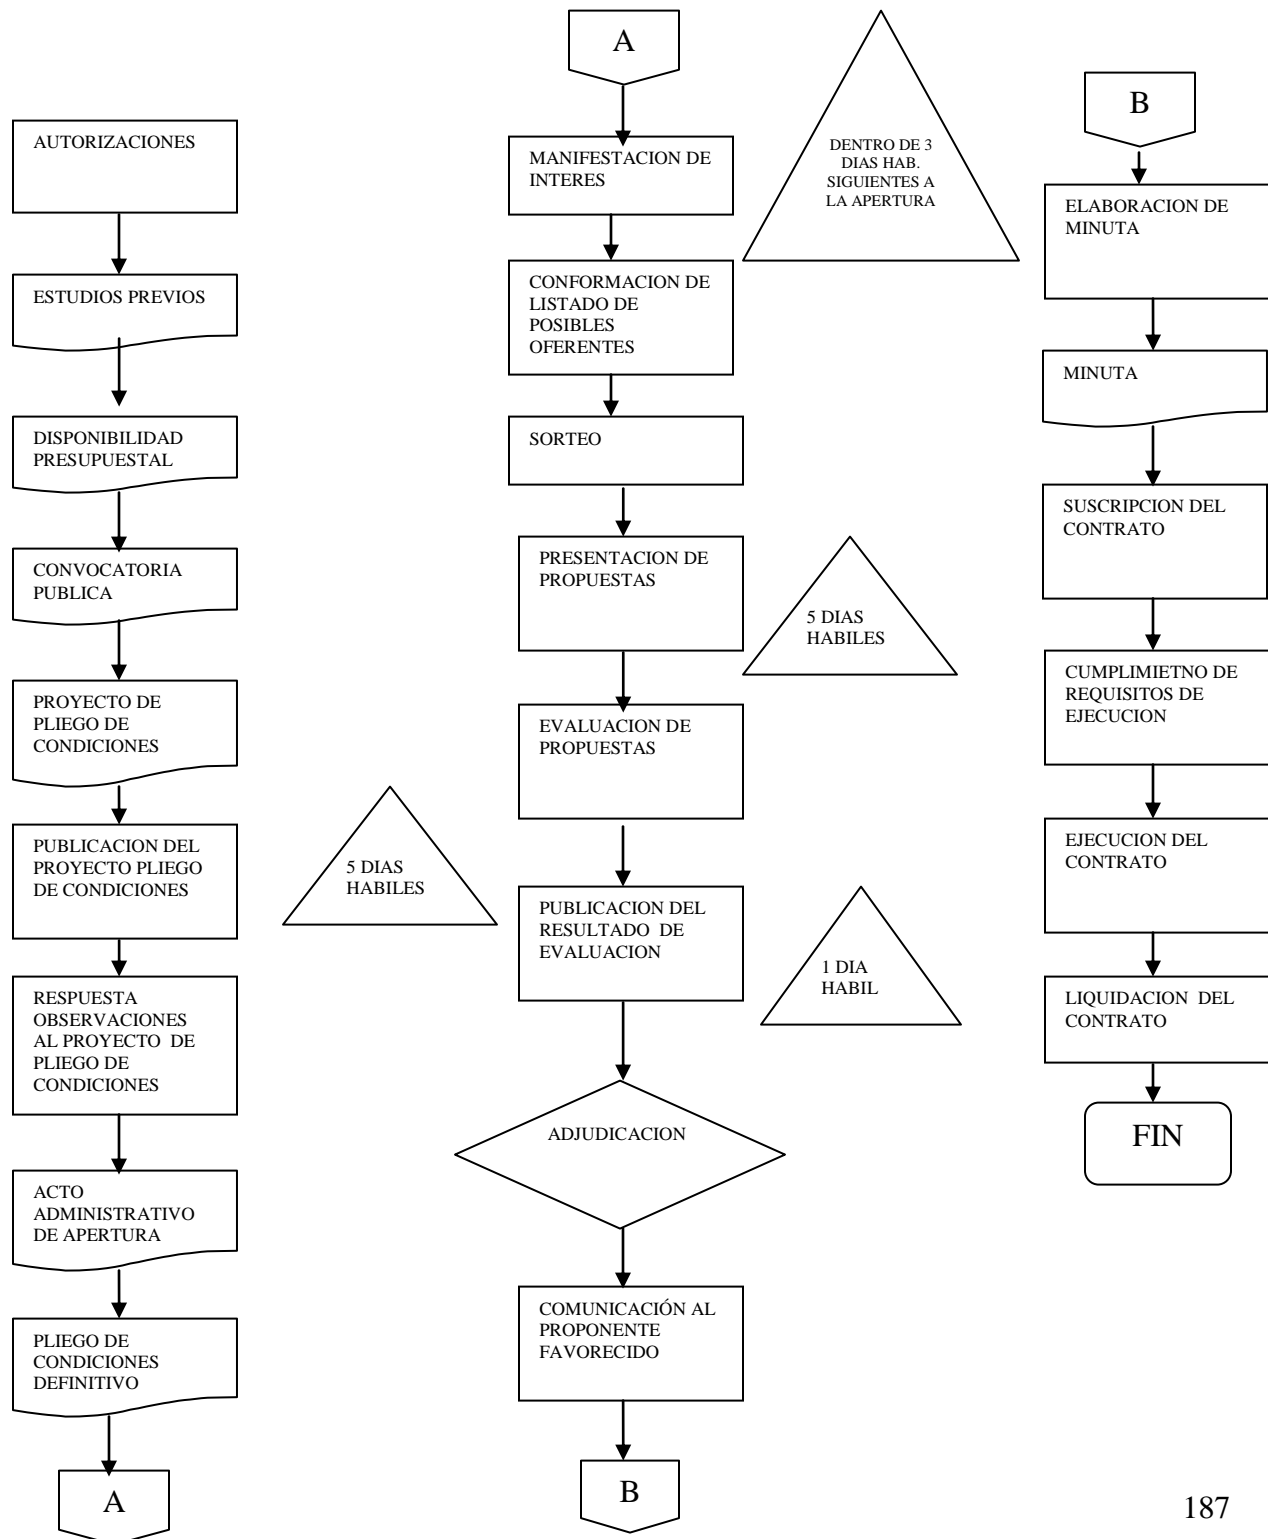 AUTORIZACIONES
ESTUDIOS PREVIOS
DISPONIBILIDAD
PRESUPUESTAL
CONVOCATORIA
PUBLICA
PROYECTO DE
PLIEGO DE
CONDICIONES
PUBLICACION DEL
PROYECTO PLIEGO
DE CONDICIONES
5 DIAS
HABILES
RESPUESTA
OBSERVACIONES
AL PROYECTO DE
PLIEGO DE
CONDICIONES
ACTO
ADMINISTRATIVO
DE APERTURA
PLIEGO DE
CONDICIONES
DEFINITIVO
A
A
MANIFESTACION DE
INTERES
DENTRO DE 3
DIAS HAB.
SIGUIENTES A
LA APERTURA
CONFORMACION DE
LISTADO DE
POSIBLES
OFERENTES
SORTEO
PRESENTACION DE
PROPUESTAS
5 DIAS
HABILES
EVALUACION DE
PROPUESTAS
PUBLICACION DEL
RESULTADO DE
EVALUACION
1 DIA
HABIL
ADJUDICACION
COMUNICACIÓN AL
PROPONENTE
FAVORECIDO
B
B
ELABORACION DE
MINUTA
MINUTA
SUSCRIPCION DEL
CONTRATO
CUMPLIMIETNO DE
REQUISITOS DE
EJECUCION
EJECUCION DEL
CONTRATO
LIQUIDACION DEL
CONTRATO
FIN
187